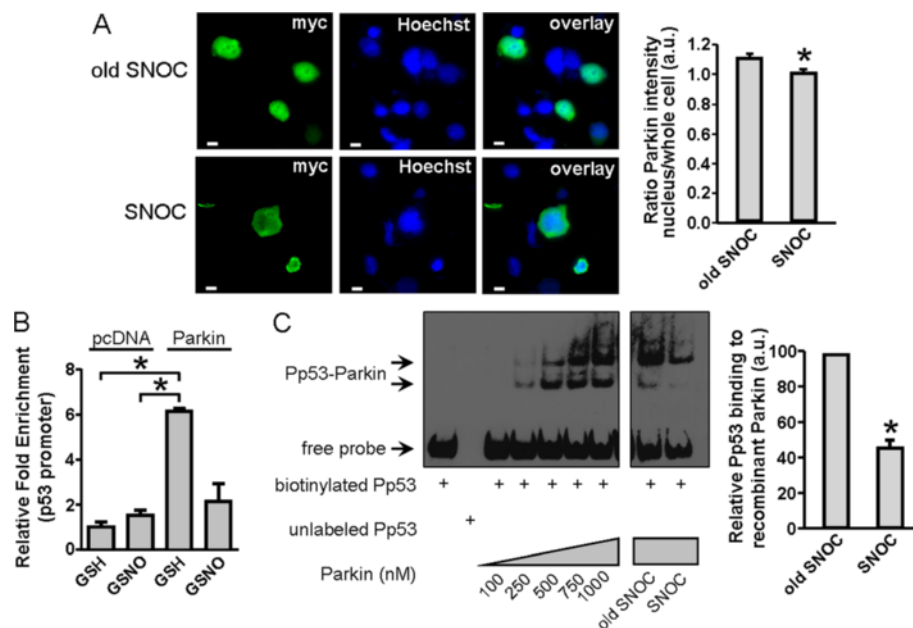 A
old SNOC
myc
Hoechst
overlay
SNOC
myc
Hoechst
overlay
Ratio Parkin intensity
nucleus/whole cell (a.u.)
1.2
1.0
0.8
0.6
0.4
0.2
0.0
*
old SNOC
SNOC
B
pcDNA
Parkin
*
*
Relative Fold Enrichment
(p53 promoter)
8
6
4
2
0
GSH
GSNO
GSH
GSNO
C
Pp53-Parkin
free probe
biotinylated Pp53
+ + + + + + + +
unlabeled Pp53
+
Parkin (nM)
100
250
500
750
1000
old SNOC
SNOC
Relative Pp53 binding to
recombinant Parkin (a.u.)
100
80
60
40
20
0
*
old SNOC
SNOC